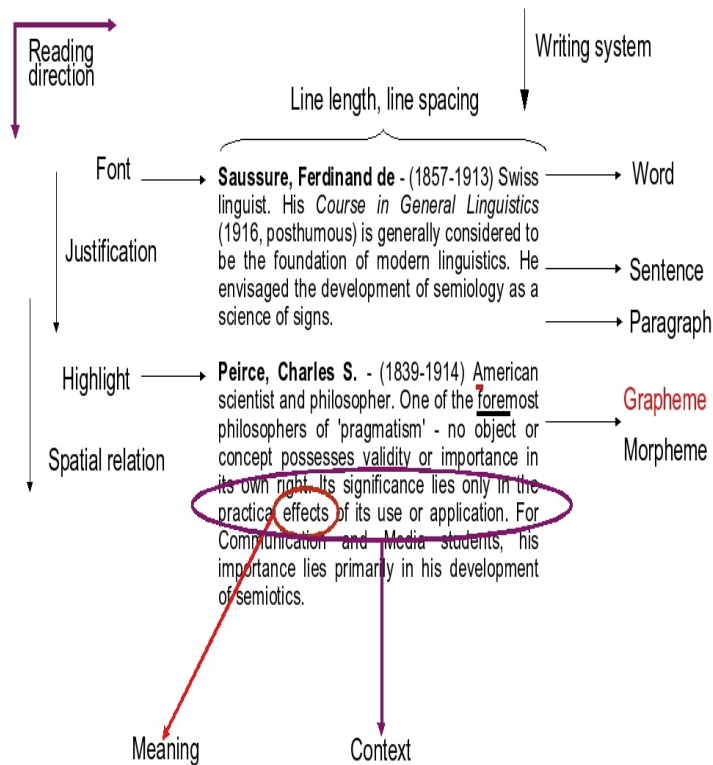 Reading
direction
Writing system
Line length, line spacing
Font
Justification
Highlight
Spatial relation
Saussure, Ferdinand de - (1857-1913) Swiss
linguist. His Course in General Linguistics
(1916, posthumous) is generally considered to
be the foundation of modern linguistics. He
envisaged the development of semiology as a
science of signs.
Peirce, Charles S. - (1839-1914) American
scientist and philosopher. One of the foremost
philosophers of 'pragmatism' - no object or
concept possesses validity or importance in
its own right. Its significance lies only in the
practical effects of its use or application. For
Communication and Media students, his
importance lies primarily in his development
of semiotics.
Word
Sentence
Paragraph
Grapheme
Morpheme
Meaning
Context